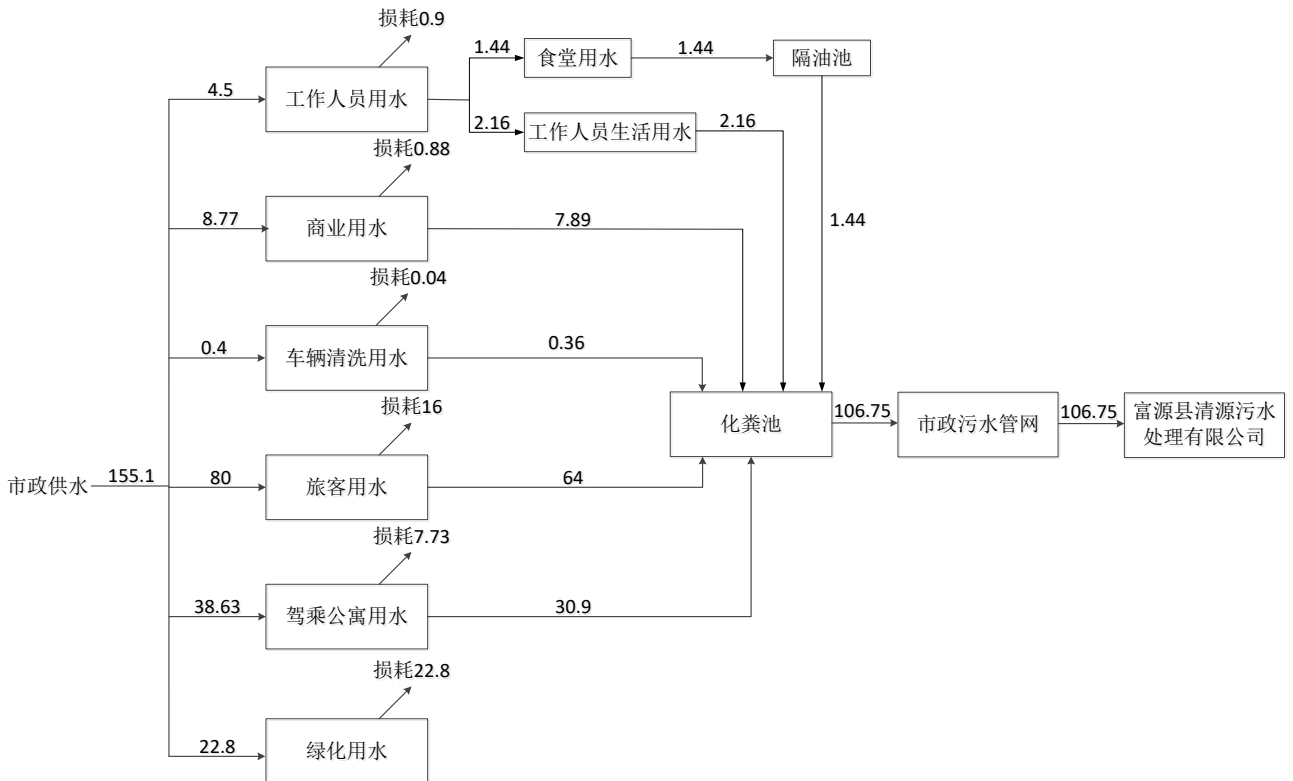 损耗0.9
1.44
食堂用水
1.44
隔油池
4.5
工作人员用水
2.16
工作人员生活用水
2.16
损耗0.88
8.77
商业用水
7.89
1.44
损耗0.04
0.4
车辆清洗用水
0.36
损耗16
化粪池
106.75
市政污水管网
106.75
富源县清源污水
处理有限公司
市政供水
155.1
80
旅客用水
64
损耗7.73
38.63
驾乘公寓用水
30.9
损耗22.8
22.8
绿化用水